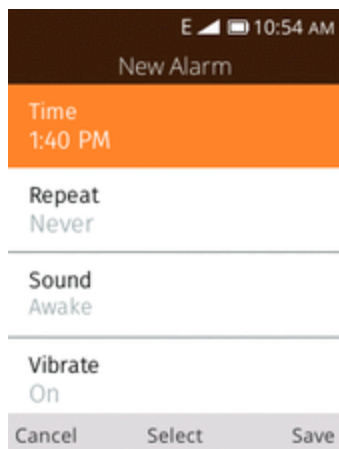 E 10:54 AM
New Alarm
Time
1:40 PM
Repeat
Never
Sound
Awake
Vibrate
On
Cancel Select Save